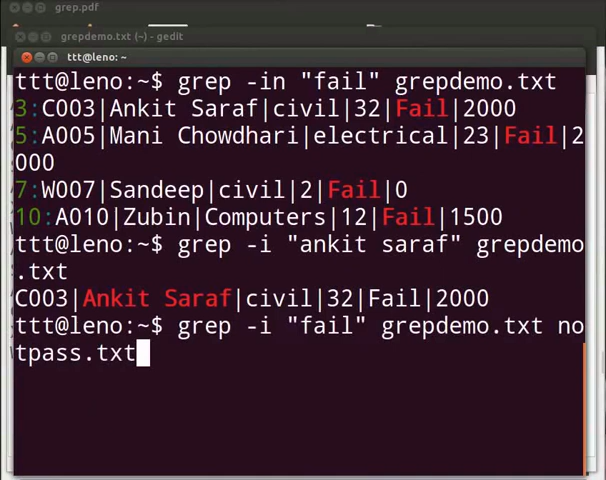 grep.pdf
grepdemo.txt (~) - gedit
ttt@leno: ~
ttt@leno:~$ grep -in "fail" grepdemo.txt
3:C003|Ankit Saraf|civil|32|Fail|2000
5:A005|Mani Chowdhari|electrical|23|Fail|2
000
7:W007|Sandeep|civil|2|Fail|0
10:A010|Zubin|Computers|12|Fail|1500
ttt@leno:~$ grep -i "ankit saraf" grepdemo
.txt
C003|Ankit Saraf|civil|32|Fail|2000
ttt@leno:~$ grep -i "fail" grepdemo.txt no
tpass.txt